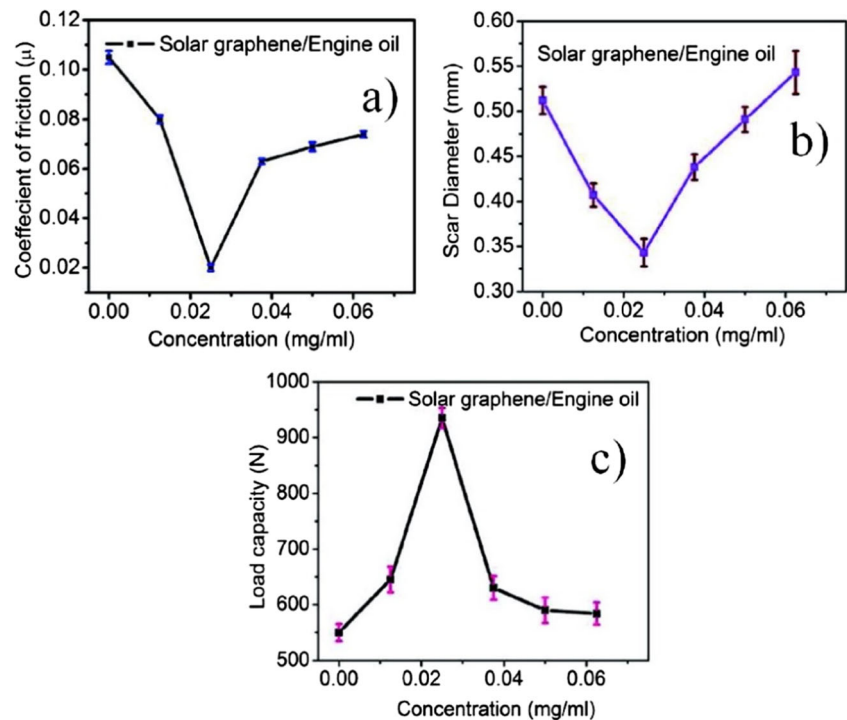 Solar graphene/Engine oil
a)
0.10
0.08
0.06
0.04
0.02
Coeffecient of friction (μ)
0.00 0.02 0.04 0.06
Concentration (mg/ml)
Solar graphene/Engine oil
b)
0.60
0.55
0.50
0.45
0.40
0.35
0.30
Scar Diameter (mm)
0.00 0.02 0.04 0.06
Concentration (mg/ml)
Solar graphene/Engine oil
c)
1000
900
800
700
600
500
Load capacity (N)
0.00 0.02 0.04 0.06
Concentration (mg/ml)